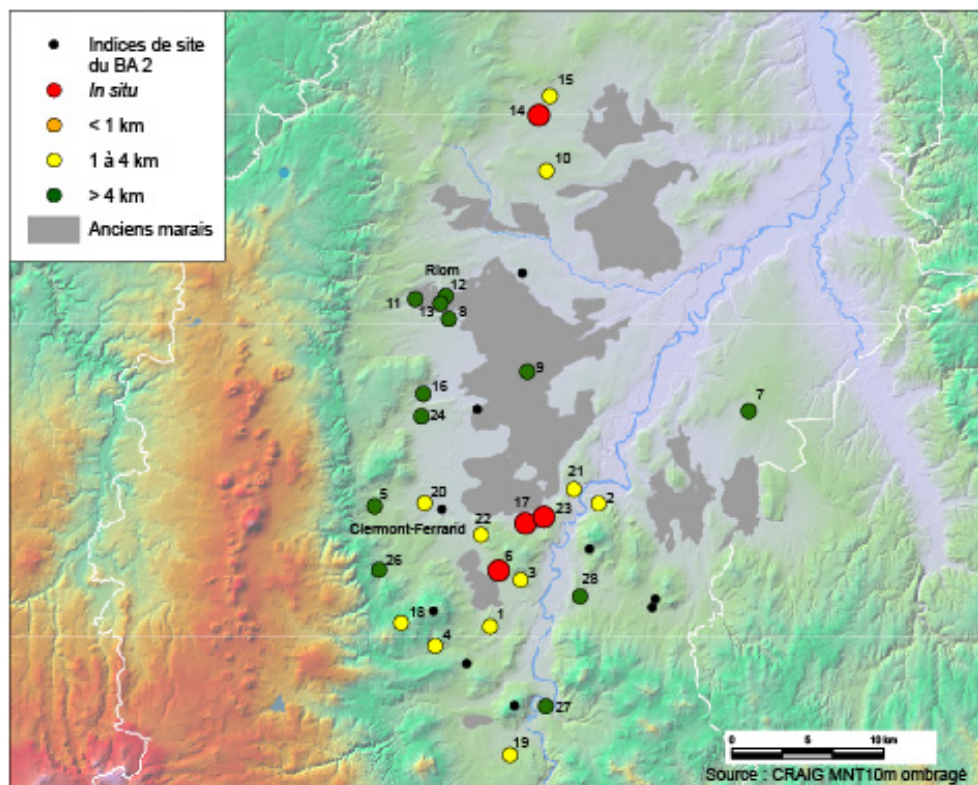 Indices de site
du BA 2
In situ
< 1 km
1 à 4 km
> 4 km
Anciens marais
15
14
10
Riom
12
11
13
8
9
16
24
7
21
2
20
5
17
23
22
Clermont-Ferrand
6
3
26
28
18
1
4
27
19
0 5 10 km
Source : CRAIG MNT10m ombragé